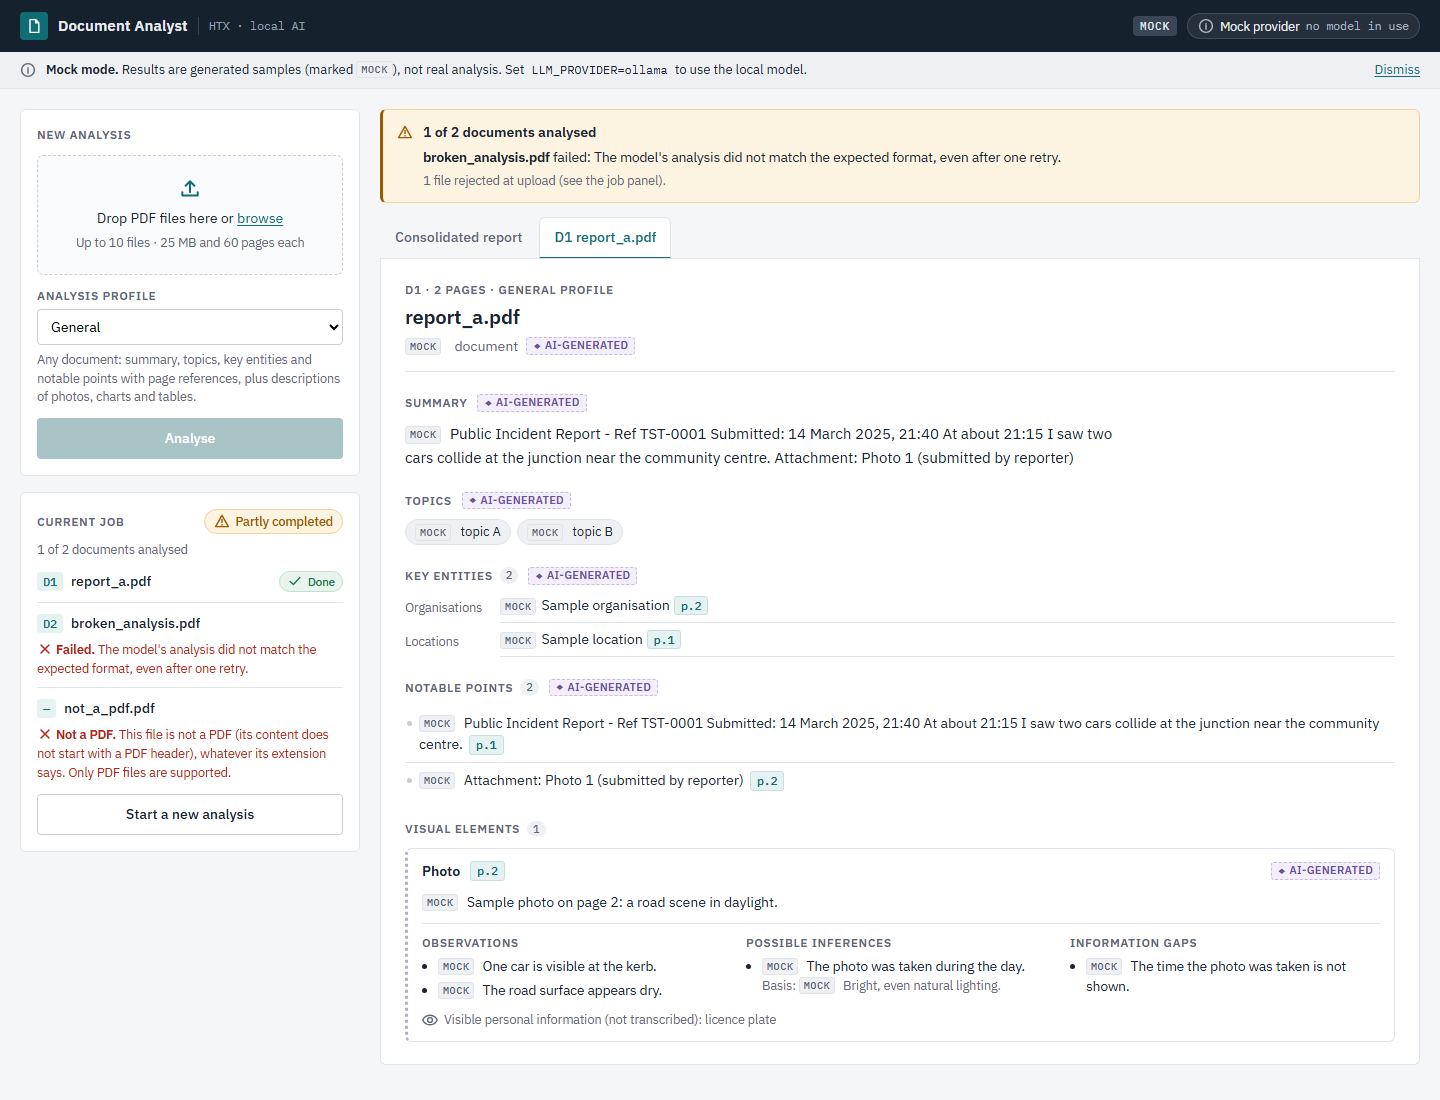 Document Analyst HTX · local AI MOCK Mock provider no model in use
Mock mode. Results are generated samples (marked MOCK), not real analysis. Set LLM_PROVIDER=ollama to use the local model. Dismiss
NEW ANALYSIS
Drop PDF files here or browse
Up to 10 files · 25 MB and 60 pages each
ANALYSIS PROFILE
General
Any document: summary, topics, key entities and
notable points with page references, plus descriptions
of photos, charts and tables.
Analyse
CURRENT JOB Partly completed
1 of 2 documents analysed
D1 report_a.pdf Done
D2 broken_analysis.pdf
Failed. The model's analysis did not match the
expected format, even after one retry.
– not_a_pdf.pdf
Not a PDF. This file is not a PDF (its content does
not start with a PDF header), whatever its extension
says. Only PDF files are supported.
Start a new analysis
1 of 2 documents analysed
broken_analysis.pdf failed: The model's analysis did not match the expected format, even after one retry.
1 file rejected at upload (see the job panel).
Consolidated report D1 report_a.pdf
D1 · 2 PAGES · GENERAL PROFILE
report_a.pdf
MOCK document AI-GENERATED
SUMMARY AI-GENERATED
MOCK Public Incident Report - Ref TST-0001 Submitted: 14 March 2025, 21:40 At about 21:15 I saw two
cars collide at the junction near the community centre. Attachment: Photo 1 (submitted by reporter)
TOPICS AI-GENERATED
MOCK topic A MOCK topic B
KEY ENTITIES 2 AI-GENERATED
Organisations MOCK Sample organisation p.2
Locations MOCK Sample location p.1
NOTABLE POINTS 2 AI-GENERATED
MOCK Public Incident Report - Ref TST-0001 Submitted: 14 March 2025, 21:40 At about 21:15 I saw two cars collide at the junction near the community
centre. p.1
MOCK Attachment: Photo 1 (submitted by reporter) p.2
VISUAL ELEMENTS 1
Photo p.2 AI-GENERATED
MOCK Sample photo on page 2: a road scene in daylight.
OBSERVATIONS
MOCK One car is visible at the kerb.
MOCK The road surface appears dry.
POSSIBLE INFERENCES
MOCK The photo was taken during the day.
Basis: MOCK Bright, even natural lighting.
INFORMATION GAPS
MOCK The time the photo was taken is not
shown.
Visible personal information (not transcribed): licence plate